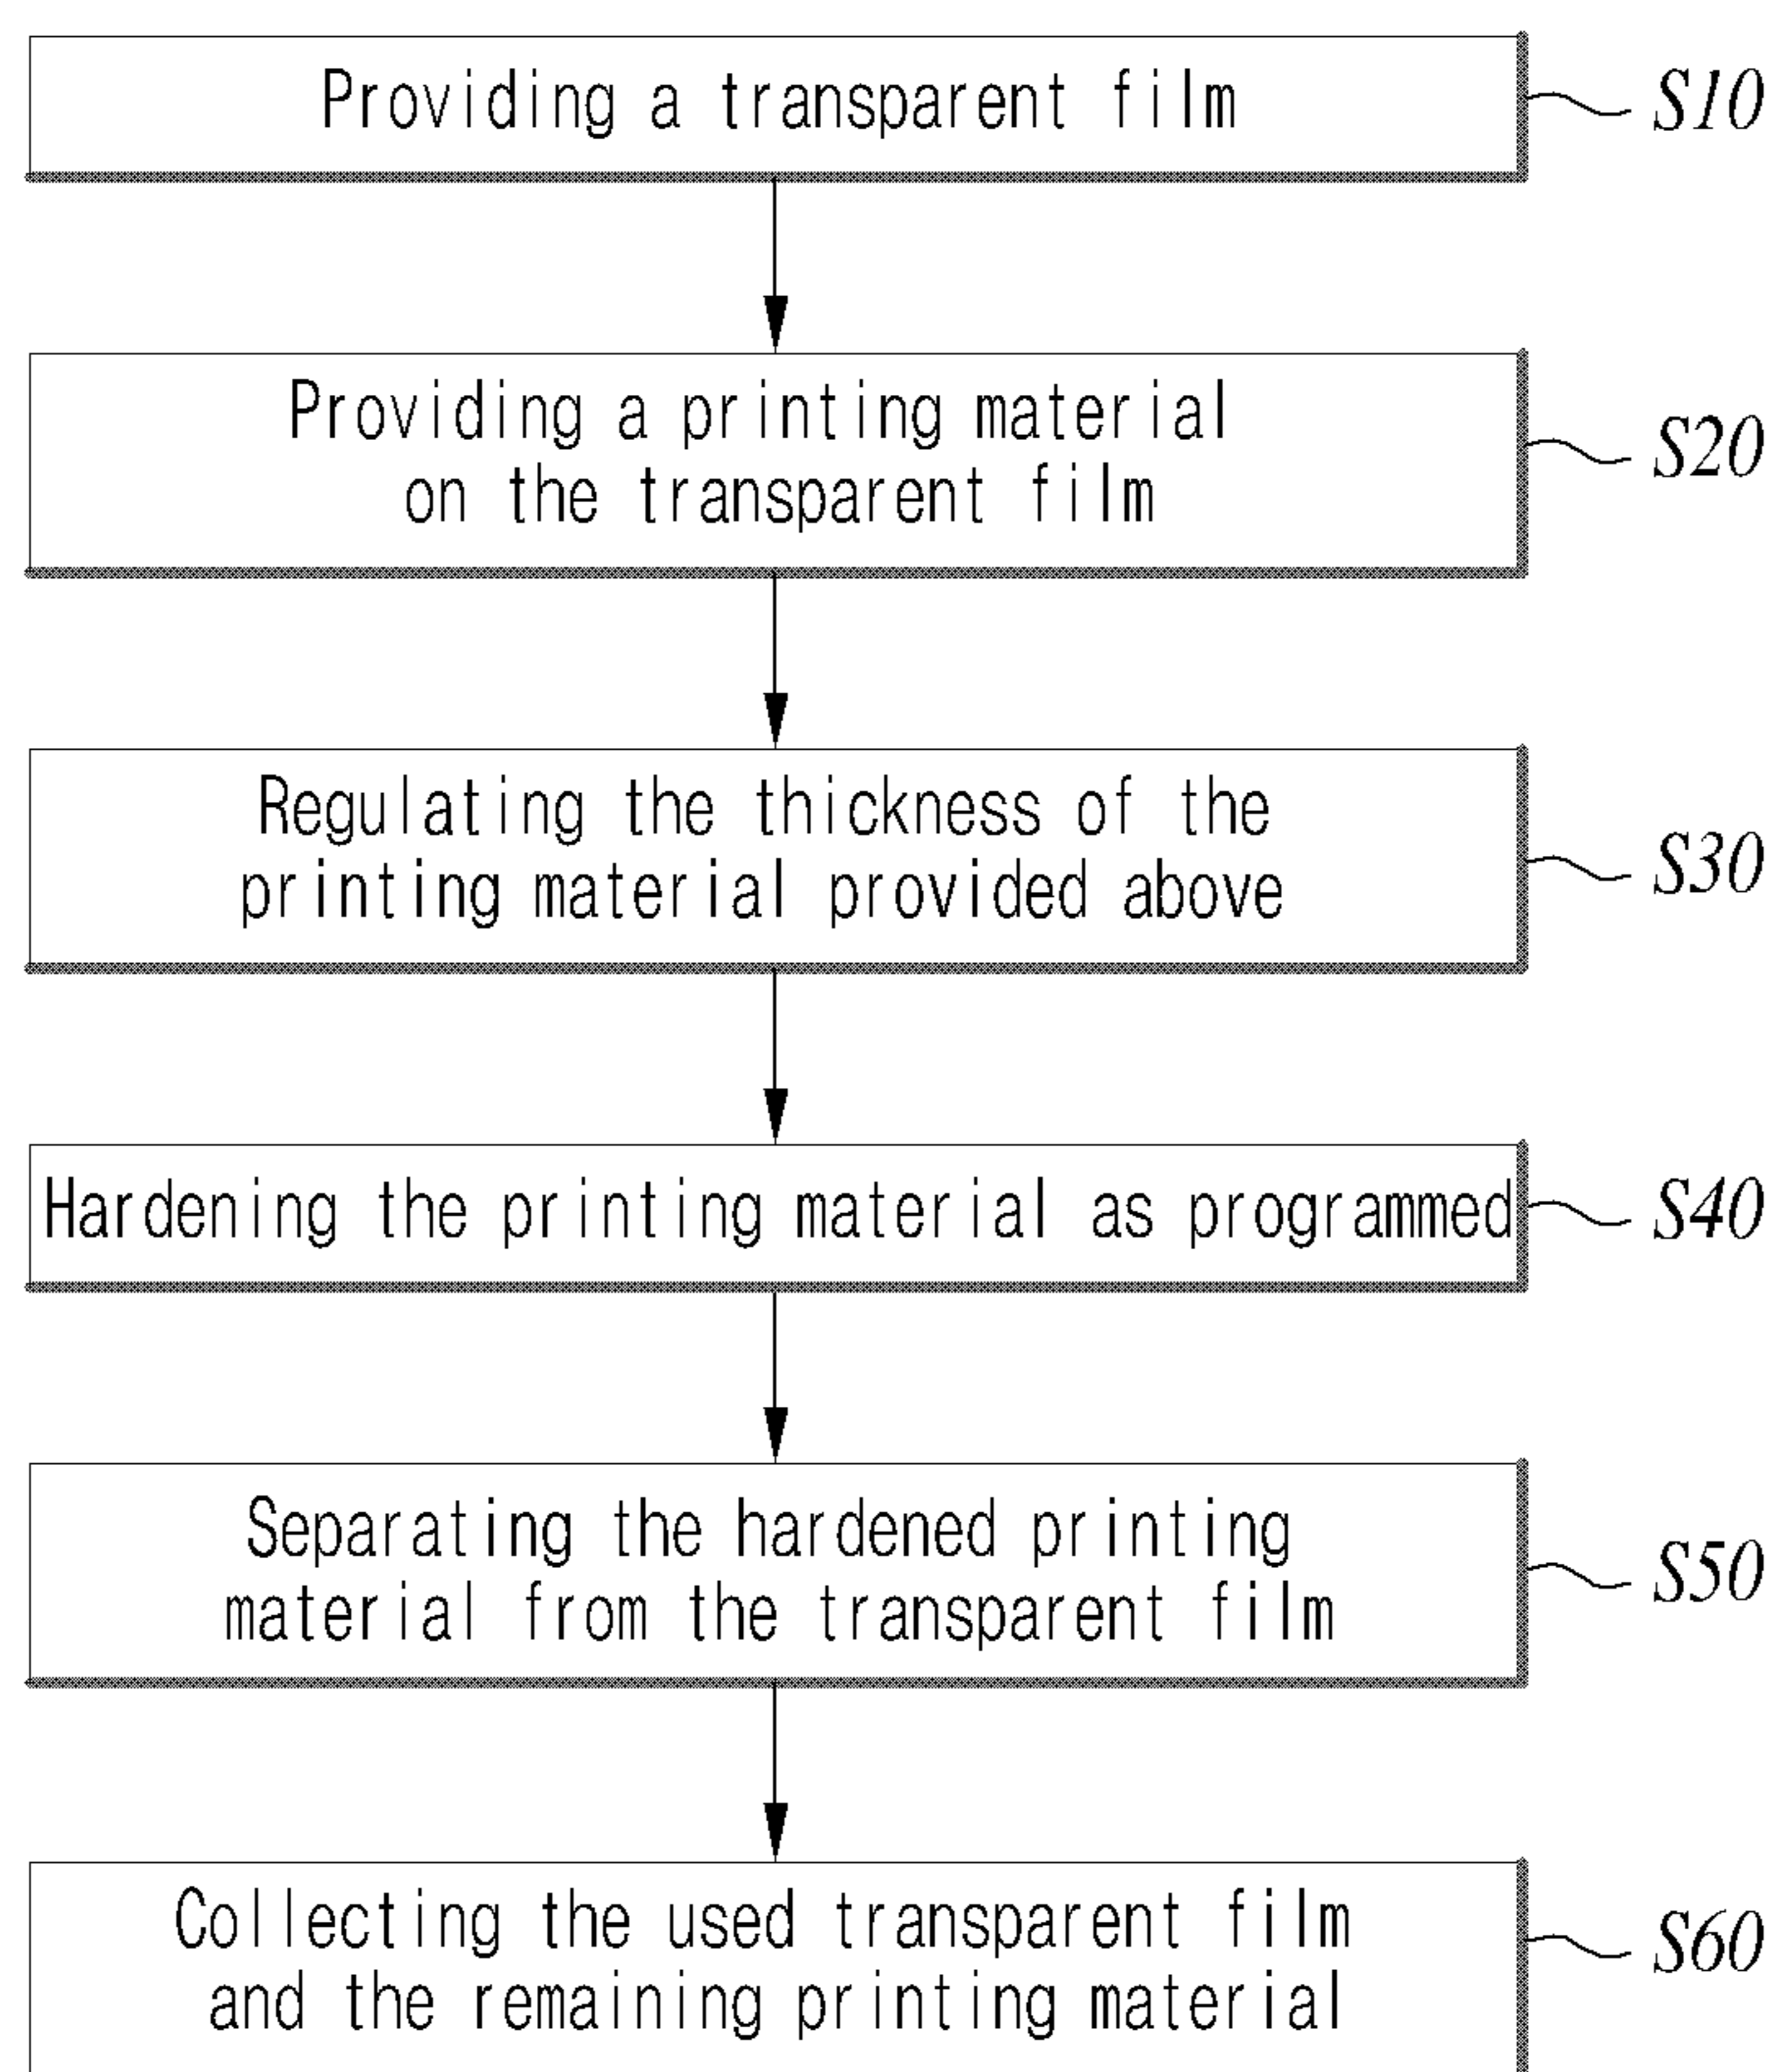 Providing a transparent film
S10
Providing a printing material
on the transparent film
S20
Regulating the thickness of the
printing material provided above
S30
Hardening the printing material as programmed
S40
Separating the hardened printing
material from the transparent film
S50
Collecting the used transparent film
and the remaining printing material
S60